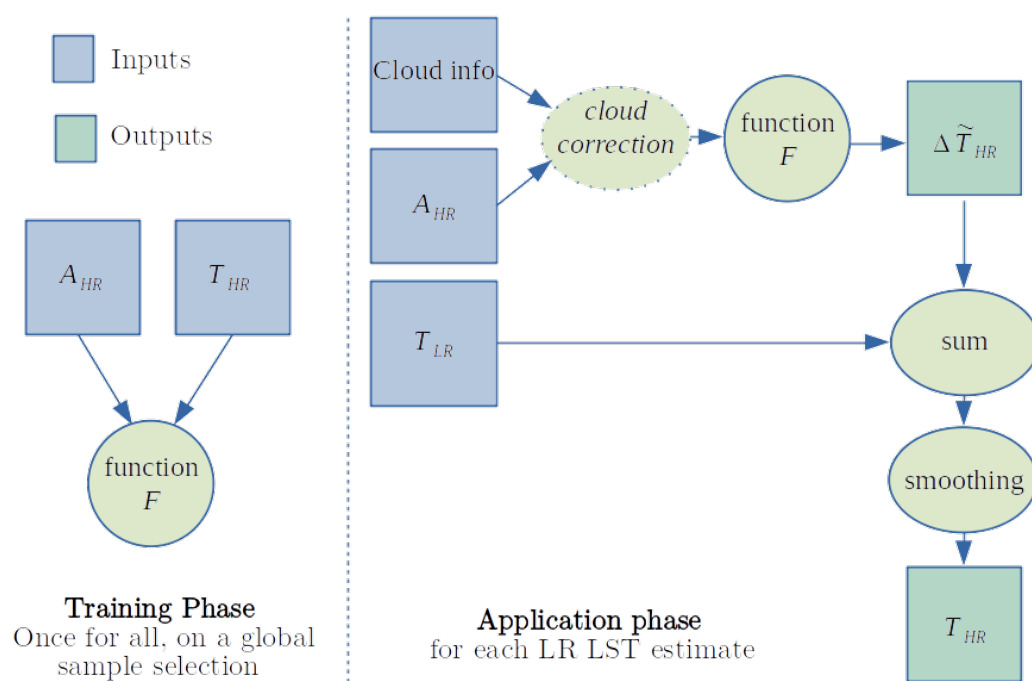 Inputs
Outputs
A HR
T HR
function
F
Training Phase
Once for all, on a global
sample selection
Cloud info
A HR
T LR
cloud
correction
function
F
Δ T̃ HR
sum
smoothing
T HR
Application phase
for each LR LST estimate